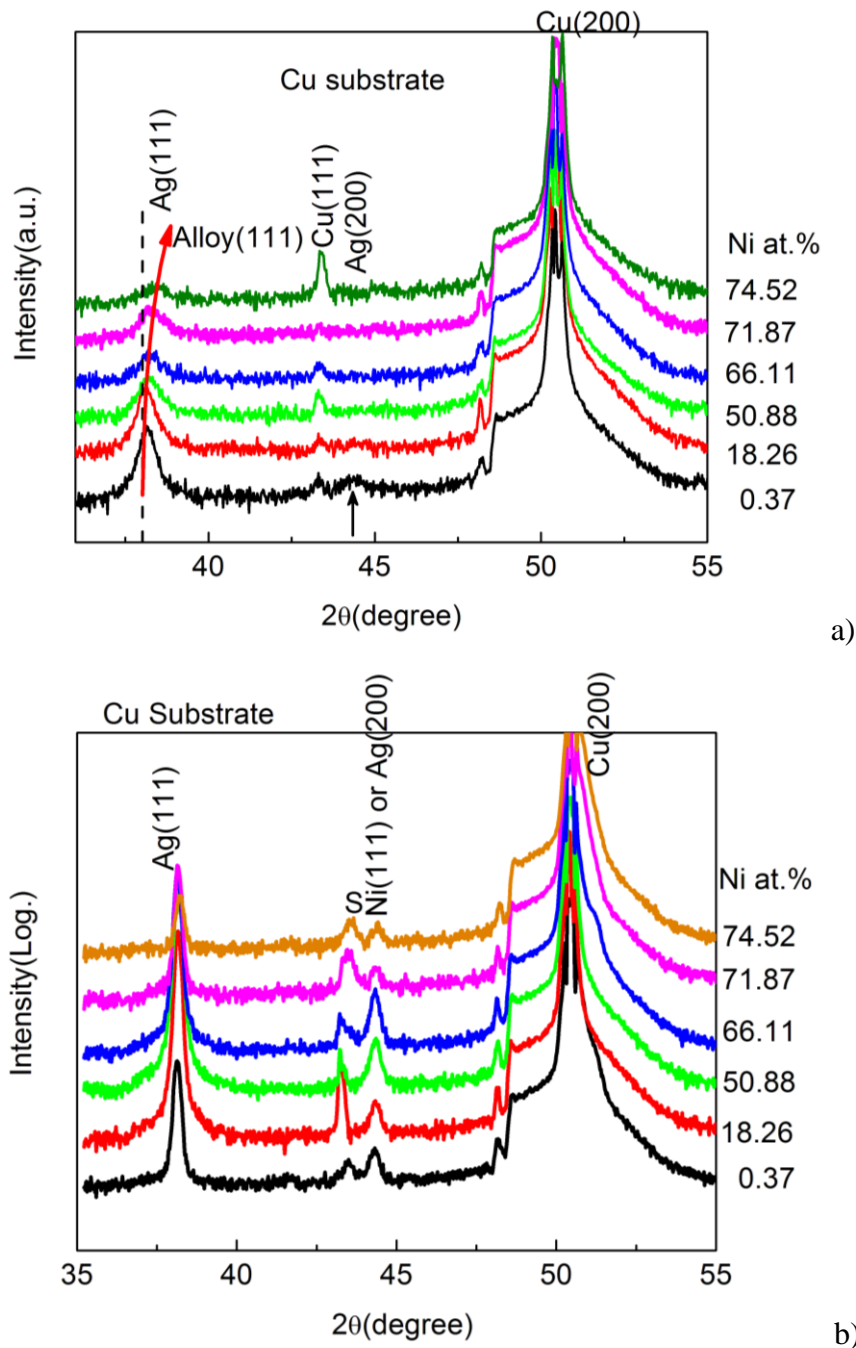 Cu(200)
Cu substrate
Ag(111)
Alloy(111)
Cu(111)
Ag(200)
Intensity(a.u.)
Ni at.%
74.52
71.87
66.11
50.88
18.26
0.37
40 45 50 55
2θ(degree)
a)
Cu Substrate
Ag(111)
S
Ni(111) or Ag(200)
Cu(200)
Intensity(Log.)
Ni at.%
74.52
71.87
66.11
50.88
18.26
0.37
35 40 45 50 55
2θ(degree)
b)